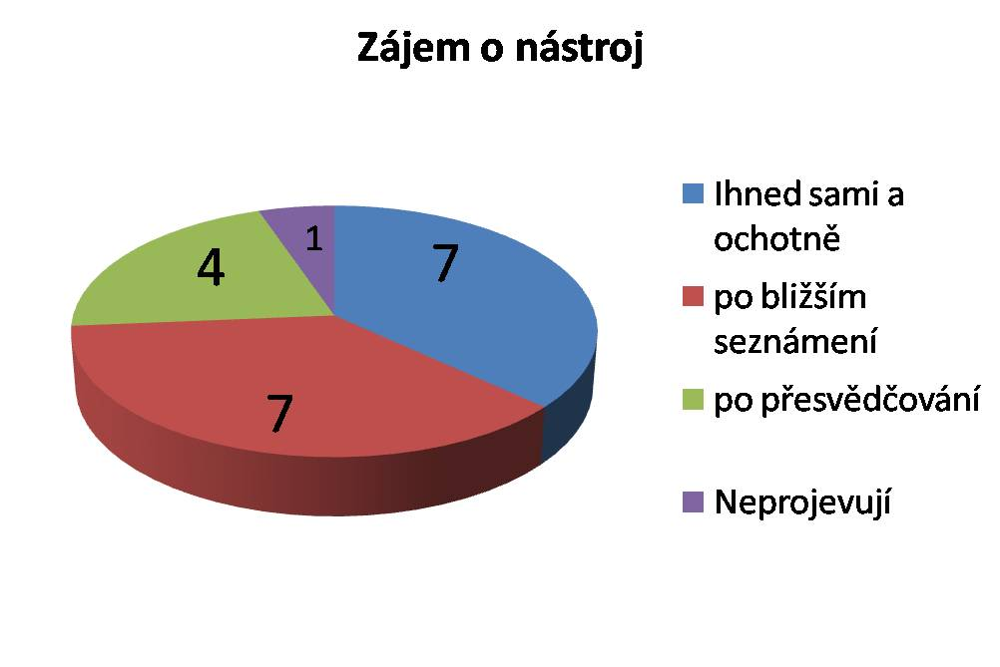 Zájem o nástroj
1
7
4
7
Ihned sami a
ochotně
po bližším
seznámení
po přesvědčování
Neprojevují